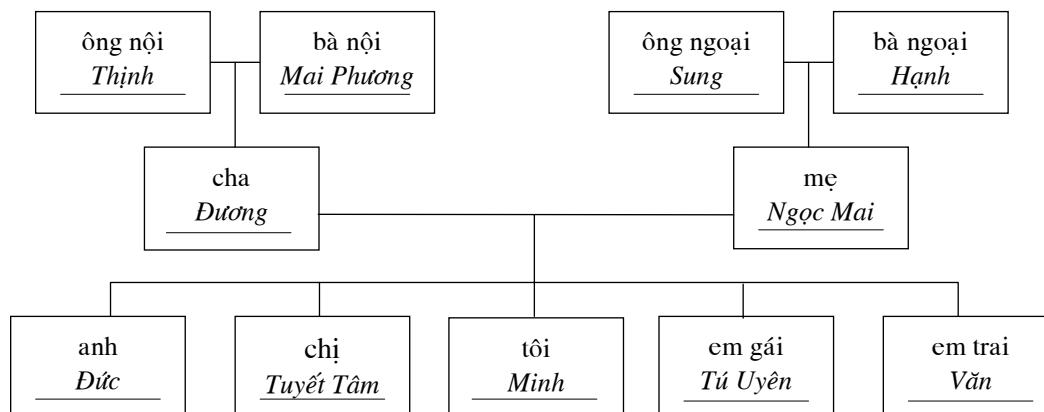 ông nội
Thịnh
bà nội
Mai Phương
ông ngoại
Sung
bà ngoại
Hạnh
cha
Đương
mẹ
Ngọc Mai
anh
Đức
chị
Tuyết Tâm
tôi
Minh
em gái
Tú Uyên
em trai
Văn